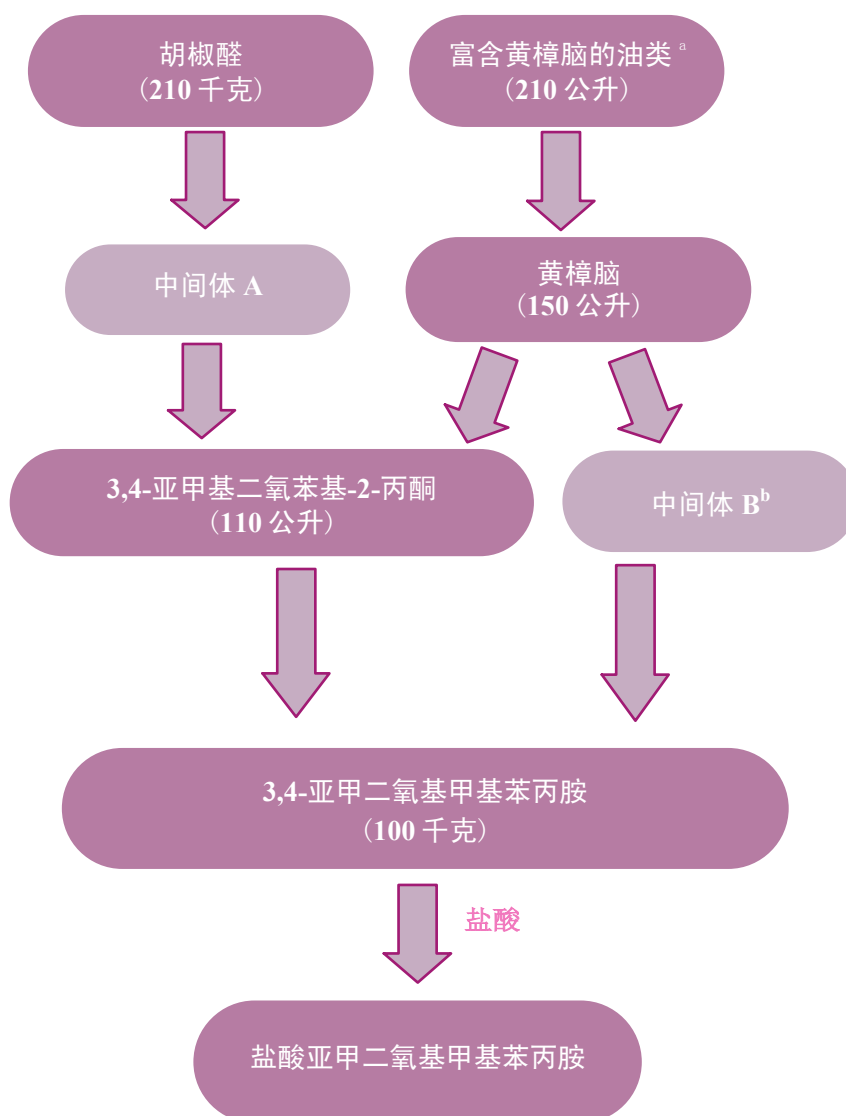 胡椒醛
(210 千克)
富含黄樟脑的油类 a
(210 公升)
中间体 A
黄樟脑
(150 公升)
3,4-亚甲基二氧苯基-2-丙酮
(110 公升)
中间体 Bb
3,4-亚甲二氧基甲基苯丙胺
(100 千克)
盐酸
盐酸亚甲二氧基甲基苯丙胺